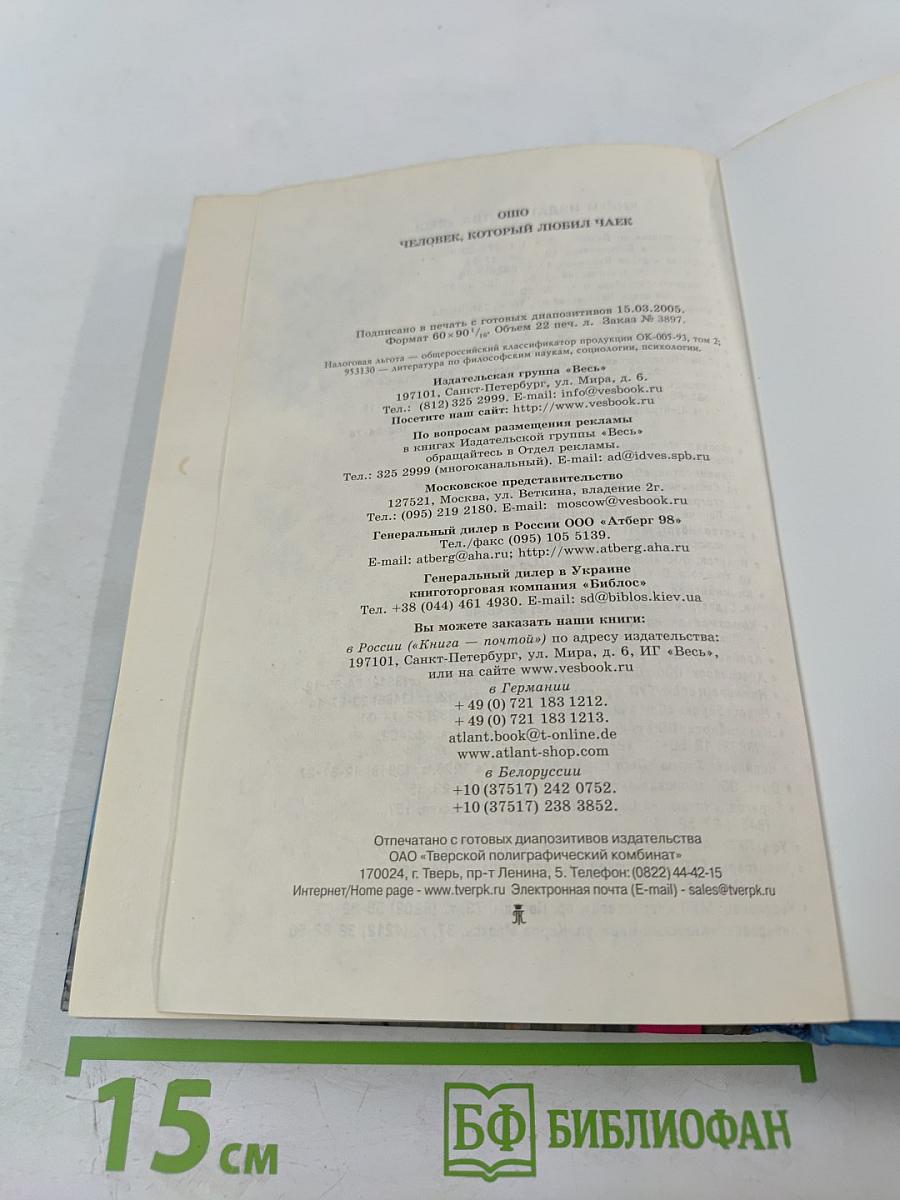 ОШО
ЧЕЛОВЕК, КОТОРЫЙ ЛЮБИЛ ЧАЕК
Подписано в печать с готовых диапозитивов 15.03.2005.
Формат 60×90 1/16. Объем 22 печ. л. Заказ № 3897.
Налоговая льгота — общероссийский классификатор продукции ОК-005-93, том 2;
953130 — литература по философским наукам, социологии, психологии.
Издательская группа «Весь»
197101, Санкт-Петербург, ул. Мира, д. 6.
Тел.: (812) 325 2999. E-mail: info@vesbook.ru
Посетите наш сайт: http://www.vesbook.ru
По вопросам размещения рекламы
в книгах Издательской группы «Весь»
обращайтесь в Отдел рекламы.
Тел.: 325 2999 (многоканальный). E-mail: ad@idves.spb.ru
Московское представительство
127521, Москва, ул. Веткина, владение 2г.
Тел.: (095) 219 2180. E-mail: moscow@vesbook.ru
Генеральный дилер в России ООО «Атберг 98»
Тел./факс (095) 105 5139.
E-mail: atberg@aha.ru; http://www.atberg.aha.ru
Генеральный дилер в Украине
книготорговая компания «Библос»
Тел. +38 (044) 461 4930. E-mail: sd@biblos.kiev.ua
Вы можете заказать наши книги:
в России («Книга — почтой») по адресу издательства:
197101, Санкт-Петербург, ул. Мира, д. 6, ИГ «Весь»,
или на сайте www.vesbook.ru
в Германии
+ 49 (0) 721 183 1212.
+ 49 (0) 721 183 1213.
atlant.book@t-online.de
www.atlant-shop.com
в Белоруссии
+10 (37517) 242 0752.
+10 (37517) 238 3852.
Отпечатано с готовых диапозитивов издательства
ОАО «Тверской полиграфический комбинат»
170024, г. Тверь, пр-т Ленина, 5. Телефон: (0822) 44-42-15
Интернет/Home page - www.tverpk.ru Электронная почта (E-mail) - sales@tverpk.ru
15 см
БФ БИБЛИОФАН